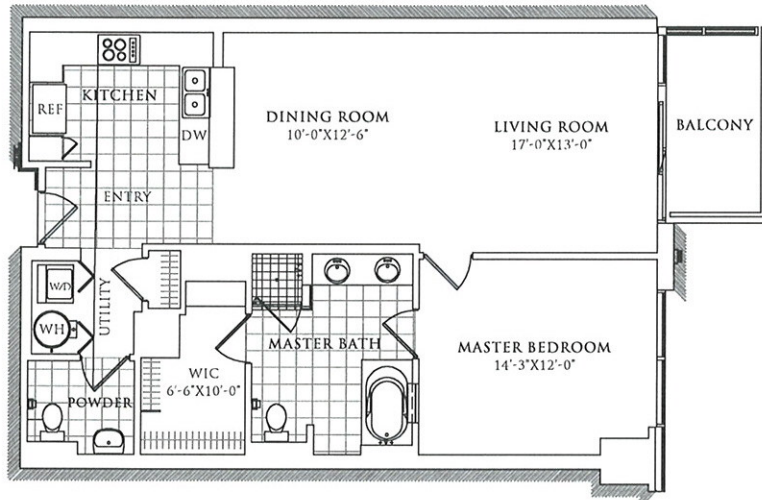 KITCHEN
REF
DW
DINING ROOM
10'-0"X12'-6"
LIVING ROOM
17'-0"X13'-0"
BALCONY
ENTRY
W/D
UTILITY
WH
MASTER BATH
MASTER BEDROOM
14'-3"X12'-0"
WIC
6'-6"X10'-0"
POWDER